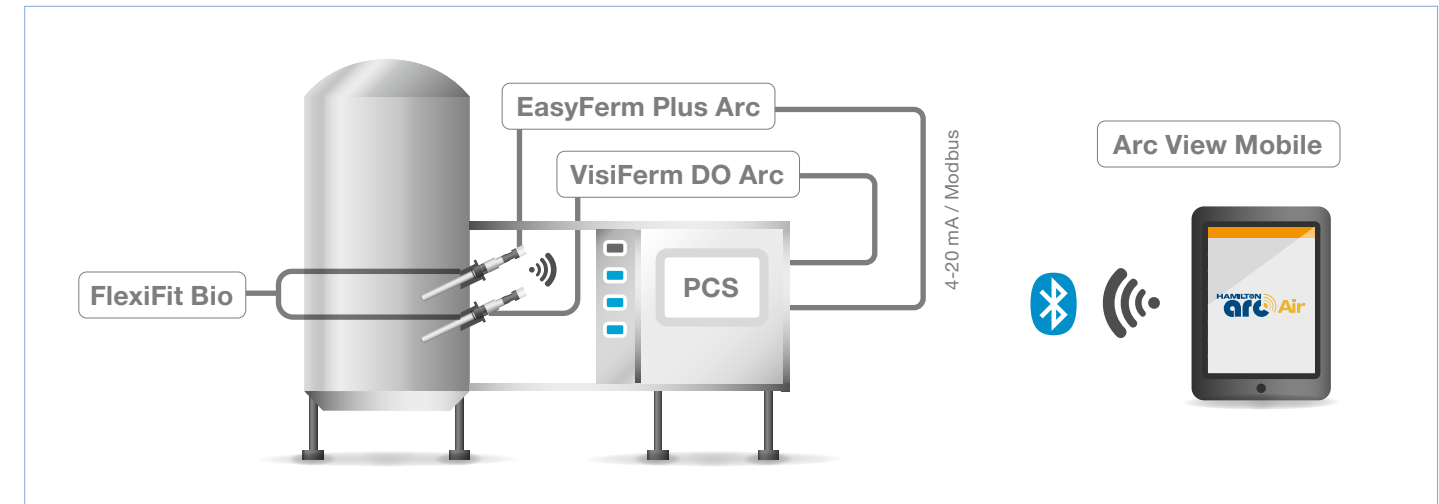 EasyFerm Plus Arc
VisiFerm DO Arc
FlexiFit Bio
PCS
4-20 mA / Modbus
Arc View Mobile
HAMILTON
arc Air